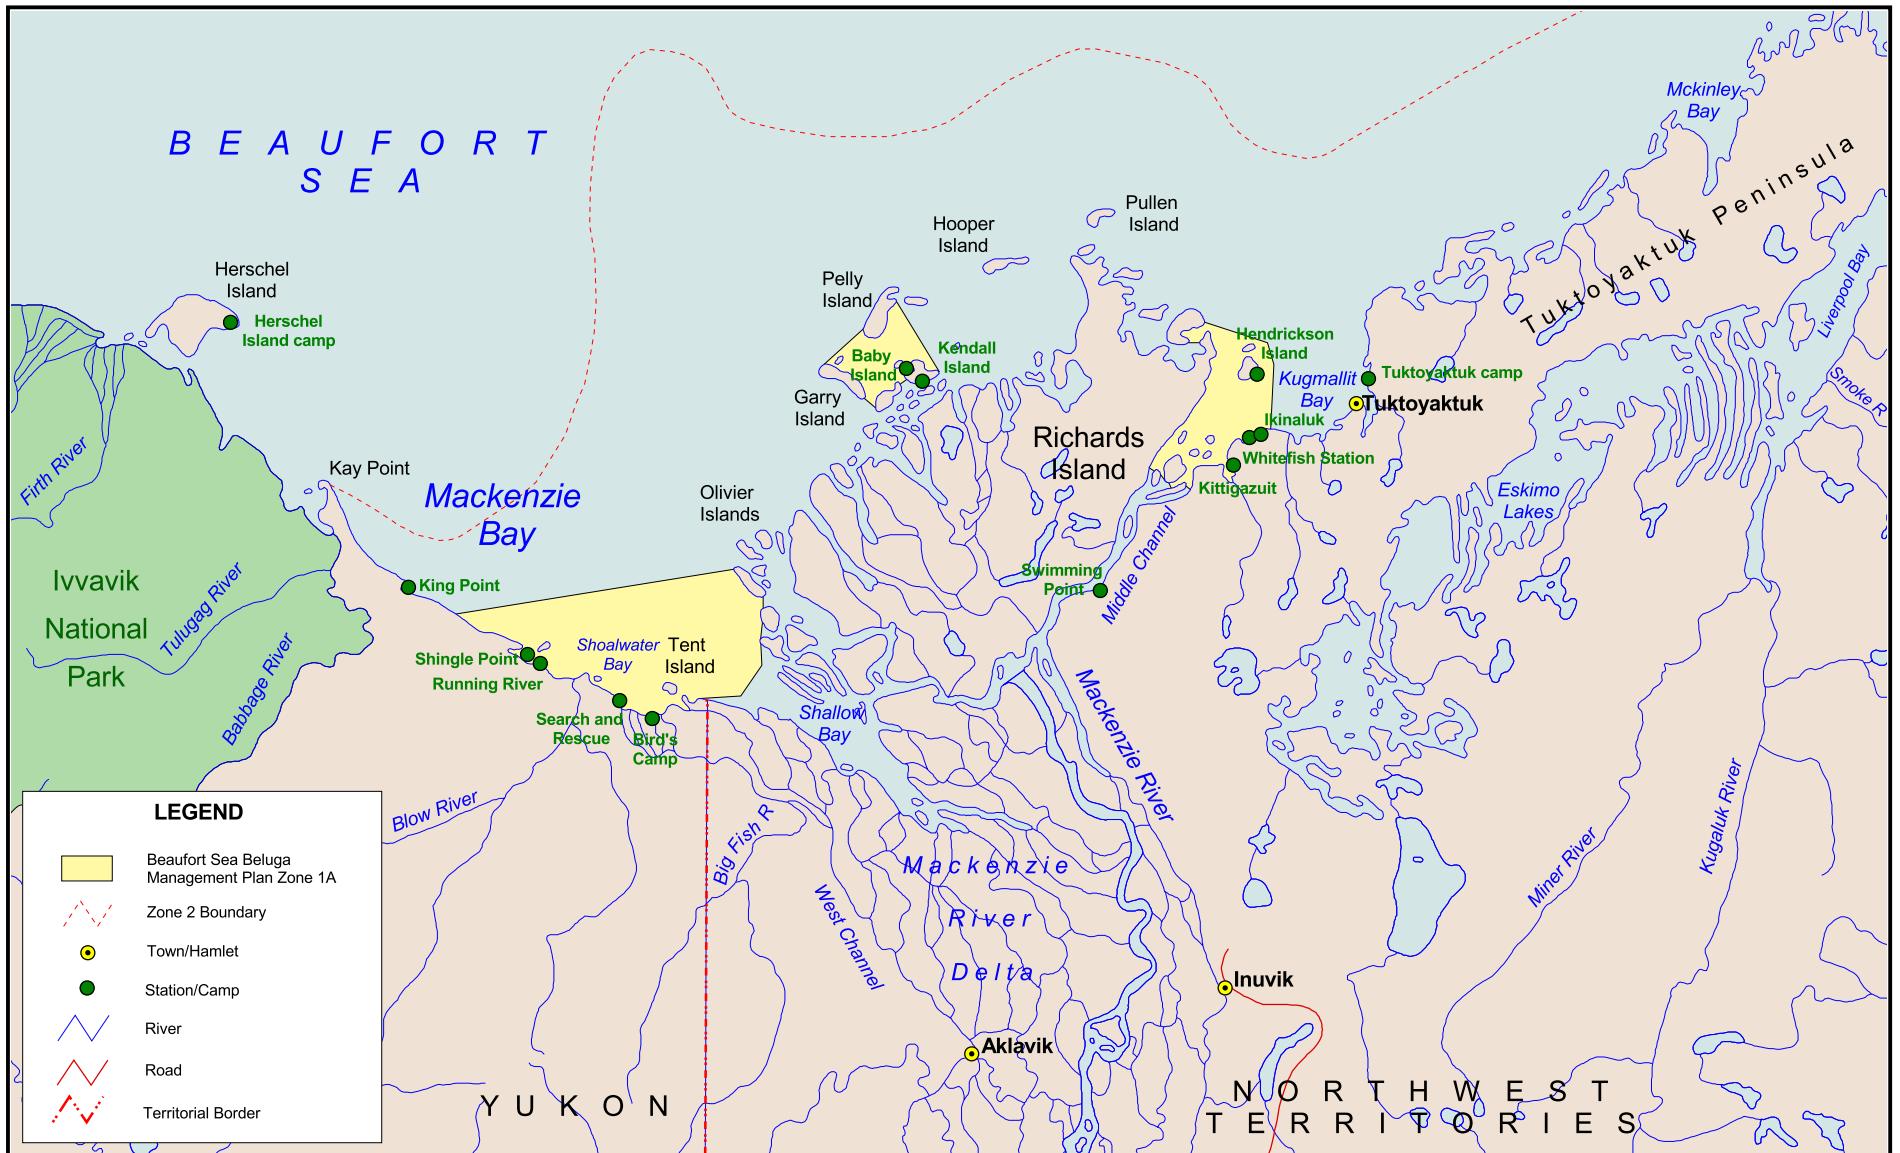 BEAUFORT
SEA
Mckinley
Bay
Tuktoyaktuk Peninsula
Pullen
Island
Hooper
Island
Liverpool Bay
Herschel
Island
Herschel
Island camp
Pelly
Island
Baby
Island
Kendall
Island
Garry
Island
Hendrickson
Island
Kugmallit
Bay
Tuktoyaktuk camp
Tuktoyaktuk
Smoke R
Ikinaluk
Whitefish Station
Kittigazuit
Richards
Island
Firth River
Kay Point
Mackenzie
Bay
Olivier
Islands
Eskimo
Lakes
Middle Channel
Swimming
Point
Ivvavik
National
Park
Tulugag River
Babbage River
King Point
Shingle Point
Running River
Shoalwater
Bay
Tent
Island
Search and
Rescue
Bird's
Camp
Shallow
Bay
Mackenzie River
Blow River
Big Fish R
West Channel
Mackenzie
River
Delta
Miner River
Kugaluk River
Inuvik
Aklavik
YUKON
NORTHWEST
TERRITORIES
LEGEND
Beaufort Sea Beluga
Management Plan Zone 1A
Zone 2 Boundary
Town/Hamlet
Station/Camp
River
Road
Territorial Border